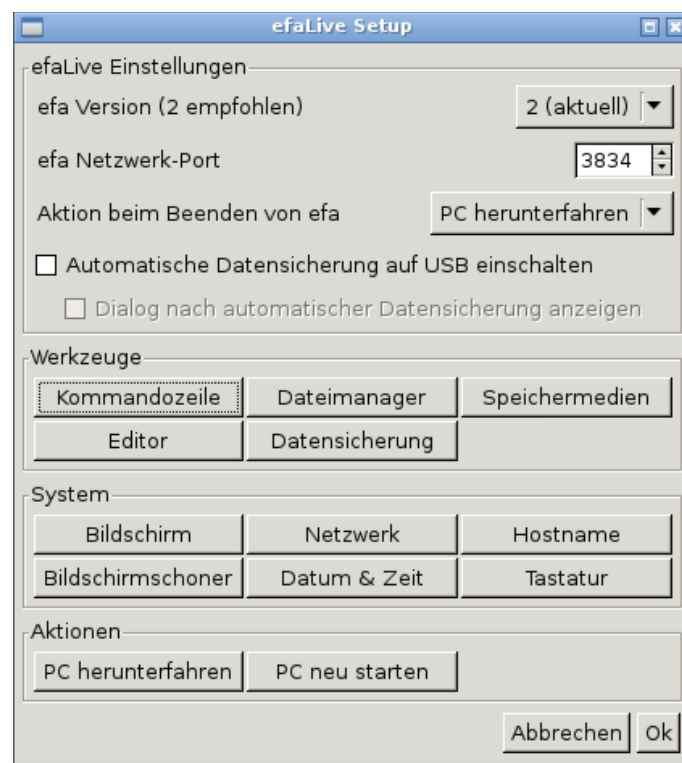 efaLive Setup
efaLive Einstellungen
efa Version (2 empfohlen)
2 (aktuell)
efa Netzwerk-Port
3834
Aktion beim Beenden von efa
PC herunterfahren
Automatische Datensicherung auf USB einschalten
Dialog nach automatischer Datensicherung anzeigen
Werkzeuge
Kommandozeile Dateimanager Speichermedien
Editor Datensicherung
System
Bildschirm Netzwerk Hostname
Bildschirmschoner Datum & Zeit Tastatur
Aktionen
PC herunterfahren PC neu starten
Abbrechen Ok